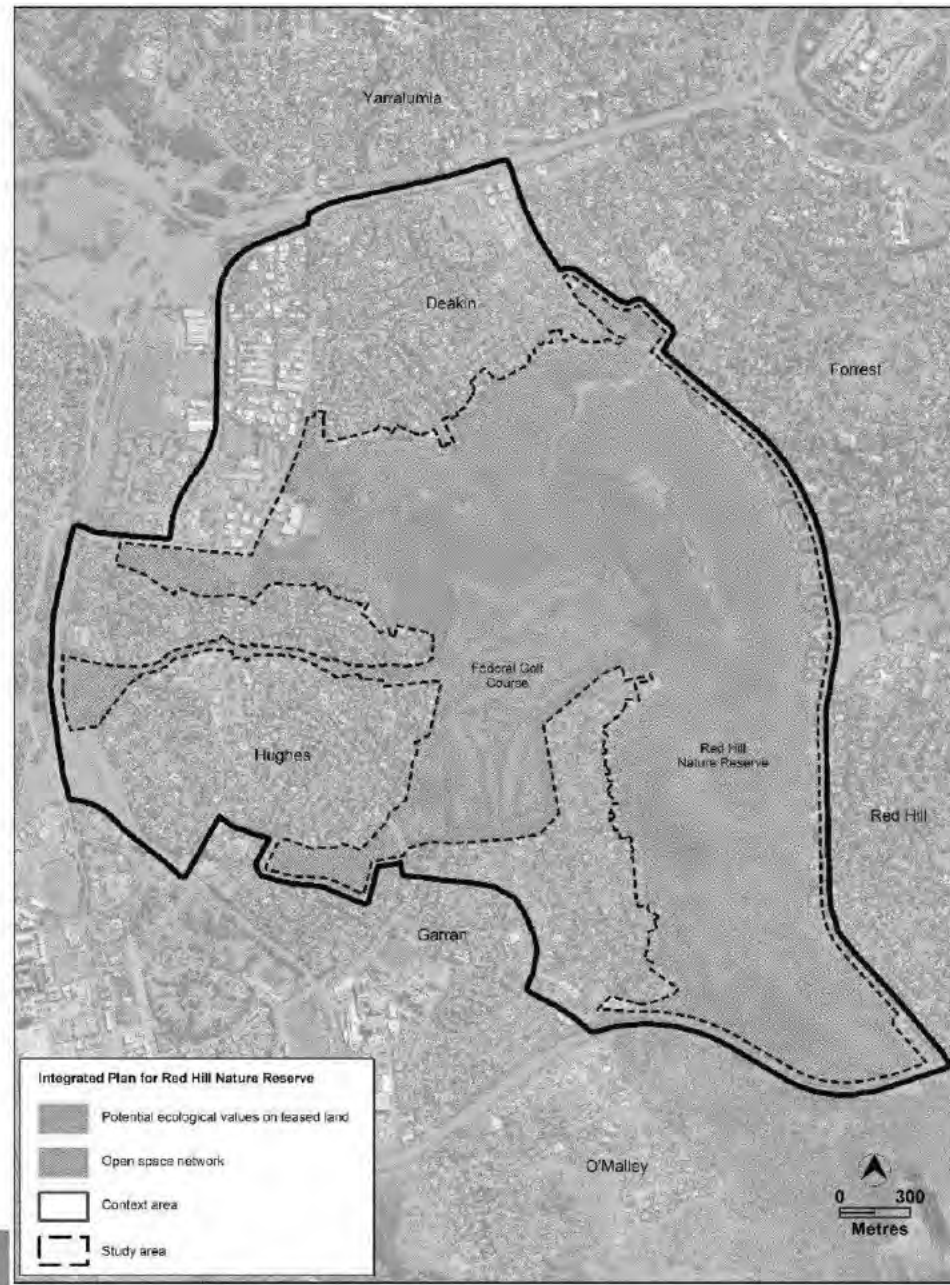 Yarralumla
Deakin
Forrest
Federal Golf
Course
Hughes
Red Hill
Nature Reserve
Red Hill
Garran
Integrated Plan for Red Hill Nature Reserve
Potential ecological values on leased land
Open space network
Context area
Study area
O'Malley
0 300
Metres